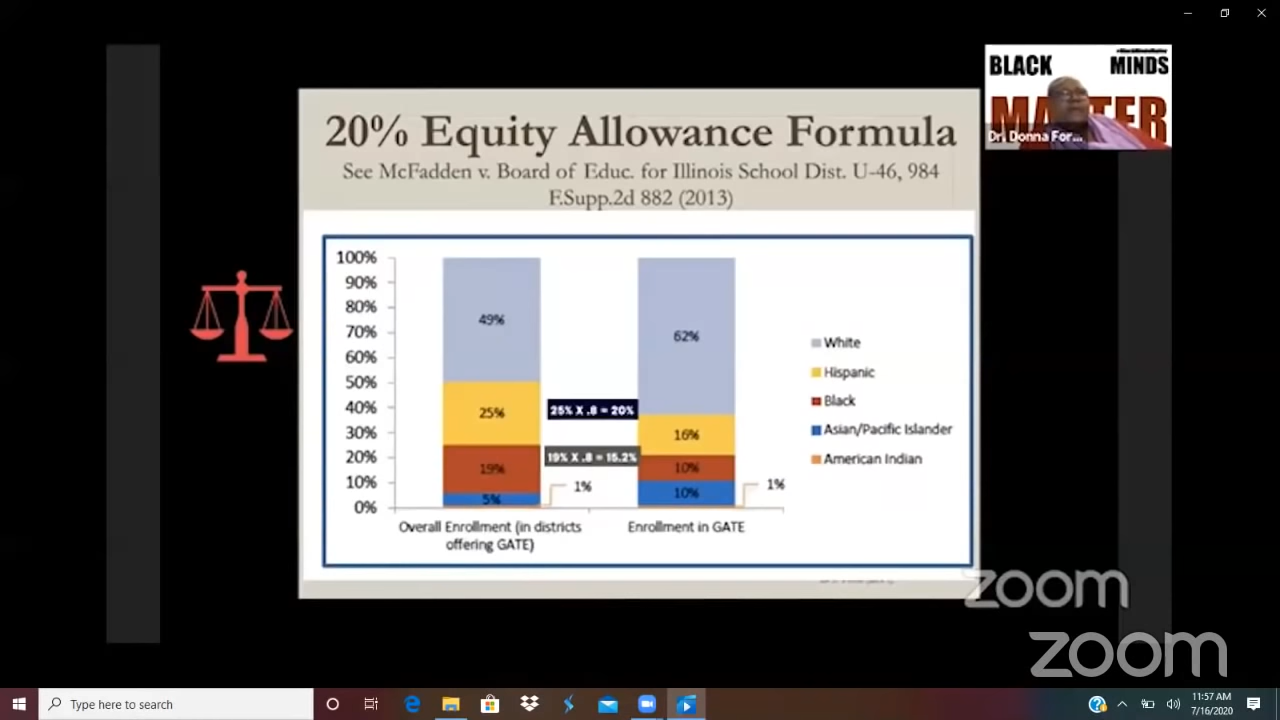 BLACK MINDS
MATTER
Dr. Donna For...
20% Equity Allowance Formula
See McFadden v. Board of Educ. for Illinois School Dist. U-46, 984
F.Supp.2d 882 (2013)
100%
90%
80%
70%
60%
50%
40%
30%
20%
10%
0%
49%
25%
19%
5%
1%
25% X .8 = 20%
19% X .8 = 15.2%
62%
16%
10%
10%
1%
Overall Enrollment (in districts
offering GATE)
Enrollment in GATE
White
Hispanic
Black
Asian/Pacific Islander
American Indian
zoom
zoom
Type here to search
11:57 AM
7/16/2020